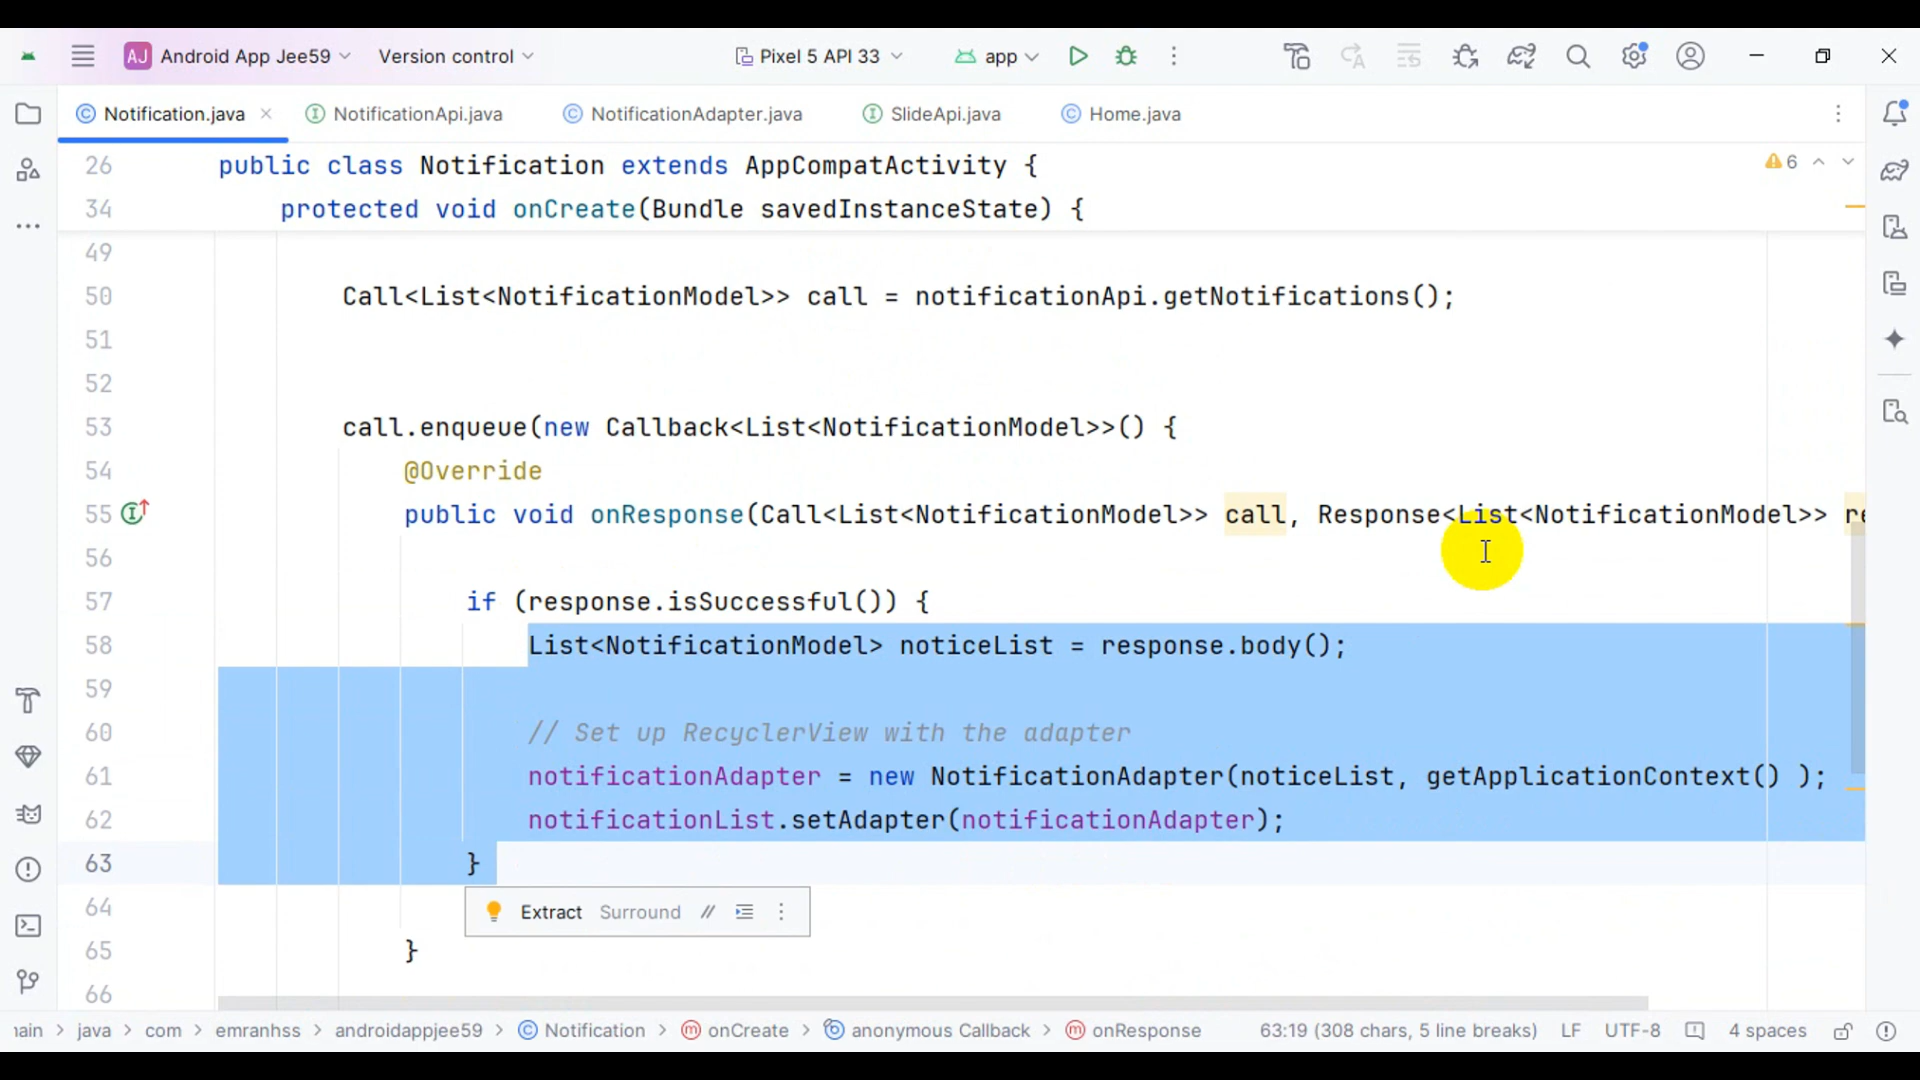 AJ Android App Jee59 Version control Pixel 5 API 33 app
Notification.java NotificationApi.java NotificationAdapter.java SlideApi.java Home.java
26 public class Notification extends AppCompatActivity { 6
34 protected void onCreate(Bundle savedInstanceState) {
49
50 Call<List<NotificationModel>> call = notificationApi.getNotifications();
51
52
53 call.enqueue(new Callback<List<NotificationModel>>() {
54 @Override
55 public void onResponse(Call<List<NotificationModel>> call, Response<List<NotificationModel>> re
56
57 if (response.isSuccessful()) {
58 List<NotificationModel> noticeList = response.body();
59
60 // Set up RecyclerView with the adapter
61 notificationAdapter = new NotificationAdapter(noticeList, getApplicationContext() );
62 notificationList.setAdapter(notificationAdapter);
63 }
64 Extract Surround //
65 }
66
ain > java > com > emranhss > androidappjee59 > Notification > onCreate > anonymous Callback > onResponse 63:19 (308 chars, 5 line breaks) LF UTF-8 4 spaces